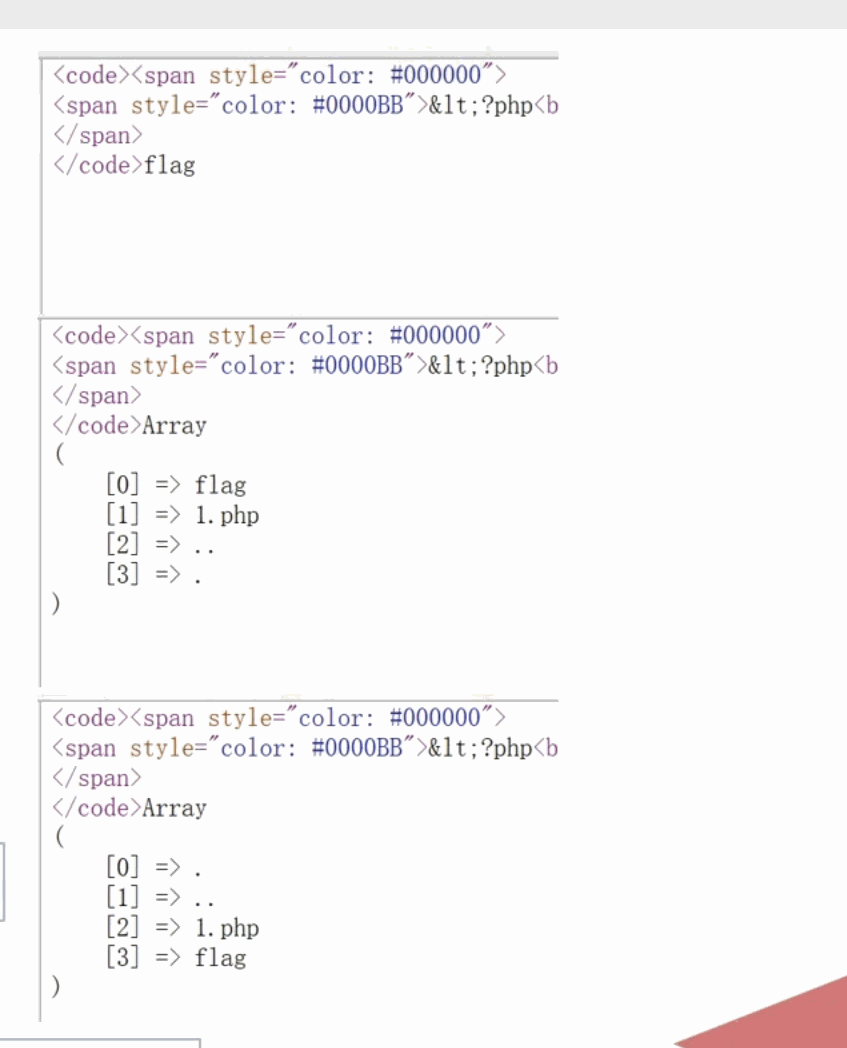 <code><span style="color: #000000">
<span style="color: #0000BB">&lt;?php<b
</span>
</code>flag
<code><span style="color: #000000">
<span style="color: #0000BB">&lt;?php<b
</span>
</code>Array
(
    [0] => flag
    [1] => 1.php
    [2] => ..
    [3] => .
)
<code><span style="color: #000000">
<span style="color: #0000BB">&lt;?php<b
</span>
</code>Array
(
    [0] => .
    [1] => ..
    [2] => 1.php
    [3] => flag
)